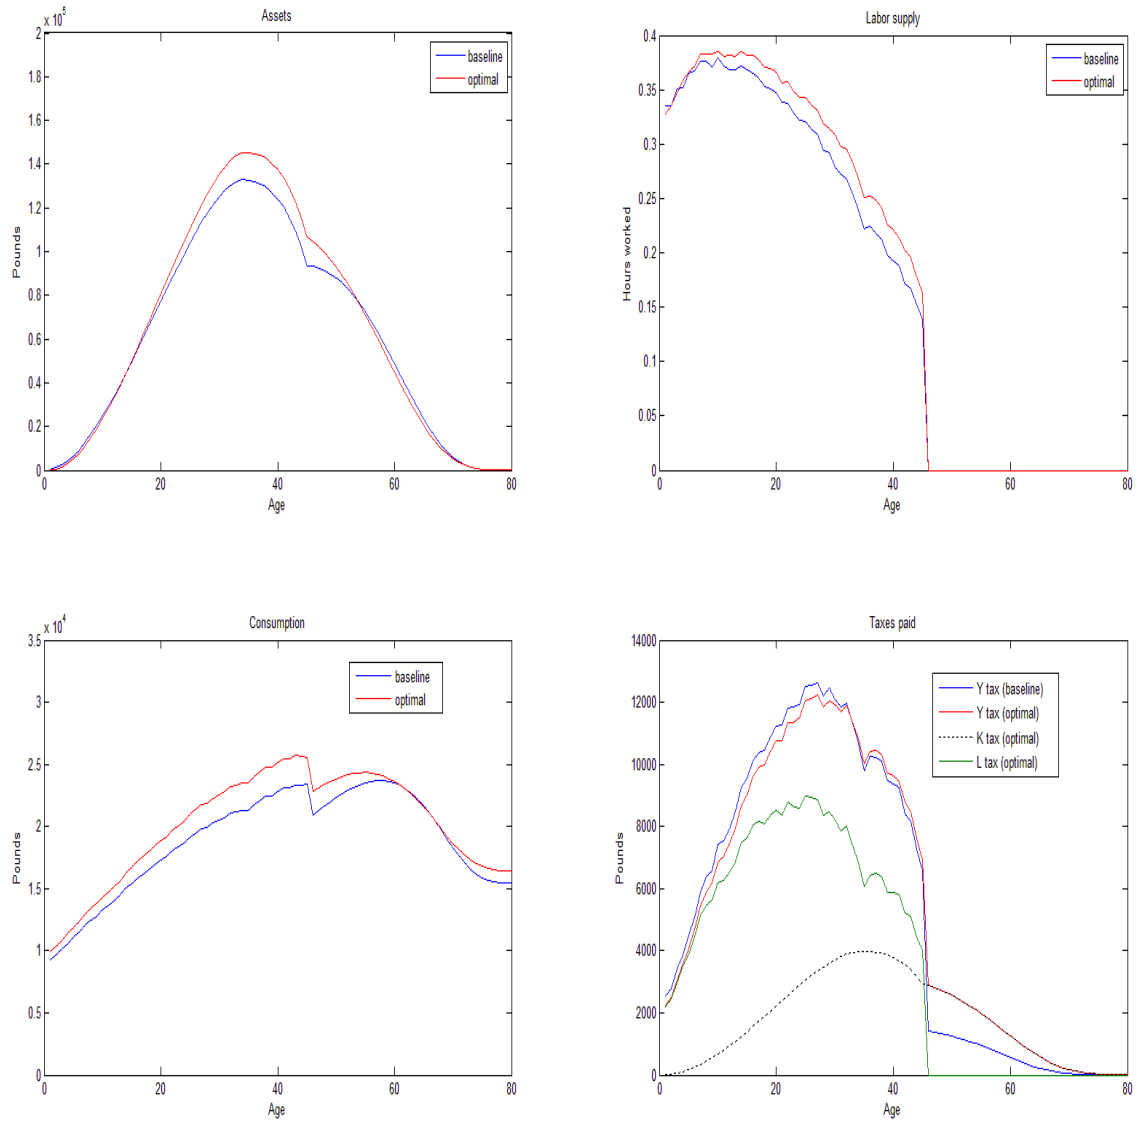 Assets
x 10^5
2
1.8
1.6
1.4
1.2
1
0.8
0.6
0.4
0.2
0
Pounds
0 20 40 60 80
Age
baseline
optimal
Labor supply
0.4
0.35
0.3
0.25
0.2
0.15
0.1
0.05
0
Hours worked
0 20 40 60 80
Age
baseline
optimal
Consumption
x 10^4
3.5
3
2.5
2
1.5
1
0.5
0
Pounds
0 20 40 60 80
Age
baseline
optimal
Taxes paid
14000
12000
10000
8000
6000
4000
2000
0
Pounds
0 20 40 60 80
Age
Y tax (baseline)
Y tax (optimal)
K tax (optimal)
L tax (optimal)